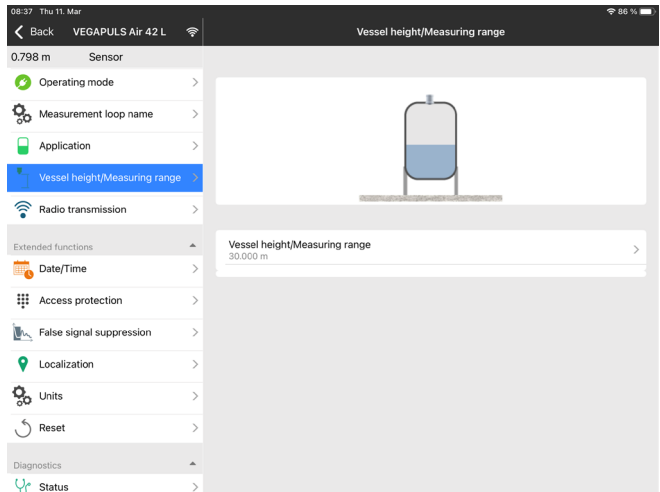 08:37 Thu 11. Mar
86 %
Back VEGAPULS Air 42 L
Vessel height/Measuring range
0.798 m Sensor
Operating mode
Measurement loop name
Application
Vessel height/Measuring range
Radio transmission
Extended functions
Date/Time
Access protection
False signal suppression
Localization
Units
Reset
Diagnostics
Status
Vessel height/Measuring range
30.000 m